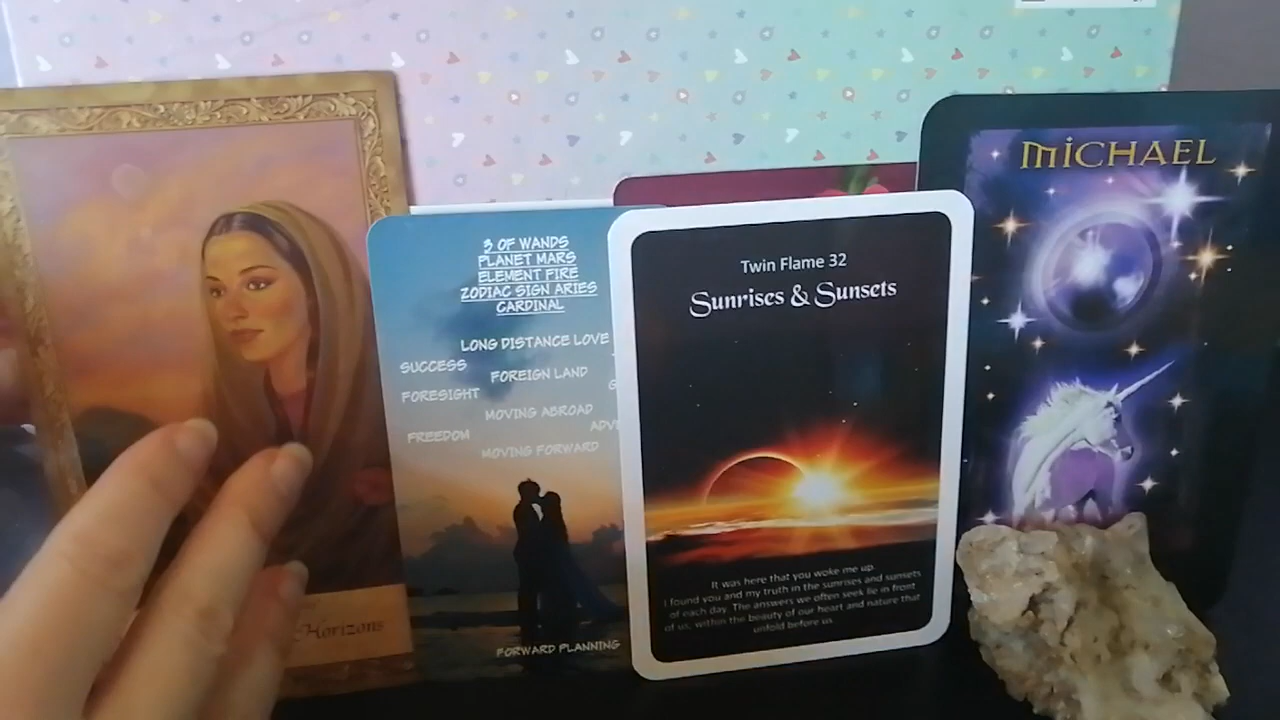 Horizons
3 OF WANDS
PLANET MARS
ELEMENT FIRE
ZODIAC SIGN ARIES
CARDINAL
LONG DISTANCE LOVE
SUCCESS
FOREIGN LAND
FORESIGHT
MOVING ABROAD
FREEDOM
MOVING FORWARD
FORWARD PLANNING
Twin Flame 32
Sunrises & Sunsets
It was here that you woke me up.
I found you and my truth in the sunrises and sunsets
of each day. The answers we often seek lie in front
of us, within the beauty of our heart and nature that
unfold before us.
MiCHAEL